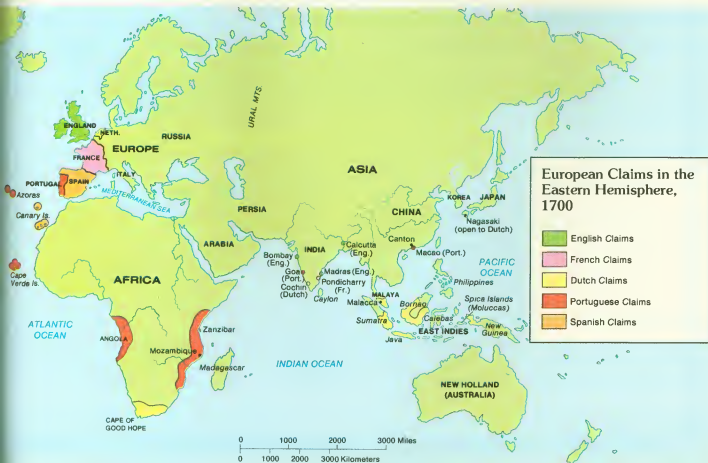 URAL MTS.
ENGLAND
NETH.
RUSSIA
EUROPE
FRANCE
ITALY
PORTUGAL
SPAIN
MEDITERRANEAN SEA
Azoras
Canary Is.
Cape
Verde Is.
ASIA
PERSIA
ARABIA
CHINA
KOREA
JAPAN
Nagasaki
(open to Dutch)
INDIA
Calcutta
(Eng.)
Canton
Macao (Port.)
Bombay
(Eng.)
Goa
(Port.)
Cochin
(Dutch)
Madras (Eng.)
Pondicharry
(Fr.)
Caylon
PACIFIC
OCEAN
Philippines
MALAYA
Malacca
Borneo
Calebas
Spica Islands
(Moluccas)
Sumatra
EAST INDIES
New
Guinea
Java
AFRICA
ATLANTIC
OCEAN
ANGOLA
Zanzibar
Mozambique
Madagascar
INDIAN OCEAN
NEW HOLLAND
(AUSTRALIA)
CAPE OF
GOOD HOPE
0 1000 2000 3000 Miles
0 1000 2000 3000 Kilometers
European Claims in the
Eastern Hemisphere,
1700
English Claims
French Claims
Dutch Claims
Portuguese Claims
Spanish Claims